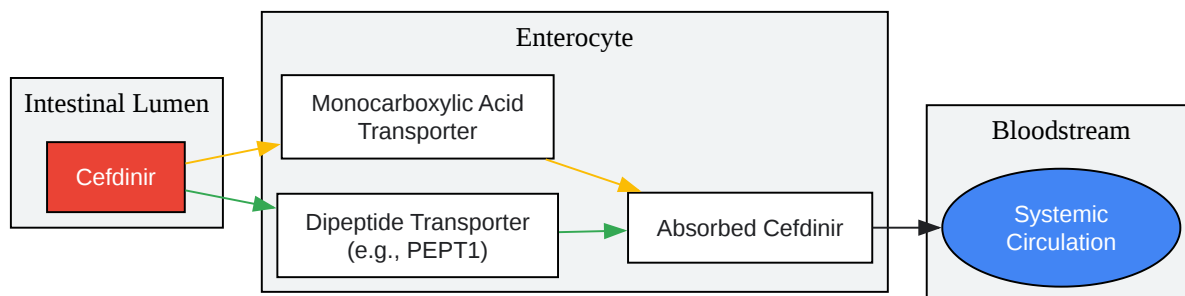 Intestinal Lumen
Cefdinir
Enterocyte
Monocarboxylic Acid
Transporter
Dipeptide Transporter
(e.g., PEPT1)
Absorbed Cefdinir
Bloodstream
Systemic
Circulation